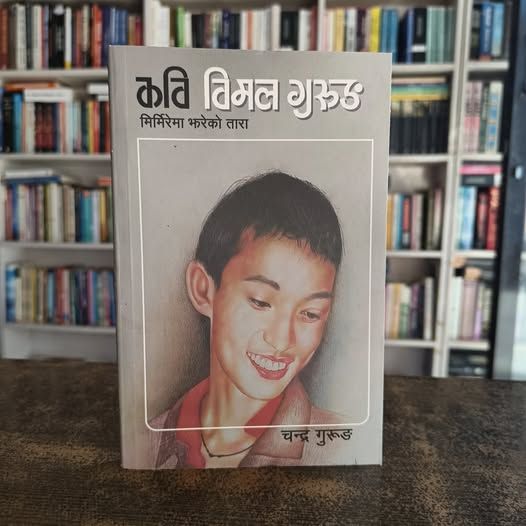 कवि विमल गुरुङ
मिर्मिरेमा झरेको तारा
चन्द्र गुरूङ